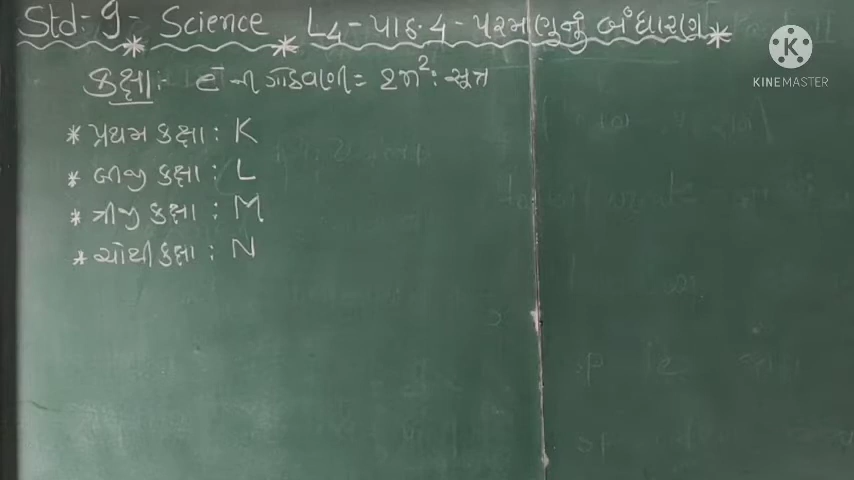 Std:- 9 - Science L4 - પાઠ.4 - પરમાણુનું બંધારણ
KINEMASTER
કક્ષા:- e⁻ ની ગોઠવણી = 2n² : સૂત્ર
* પ્રથમ કક્ષા : K
* બીજી કક્ષા : L
* ત્રીજી કક્ષા : M
* ચોથી કક્ષા : N